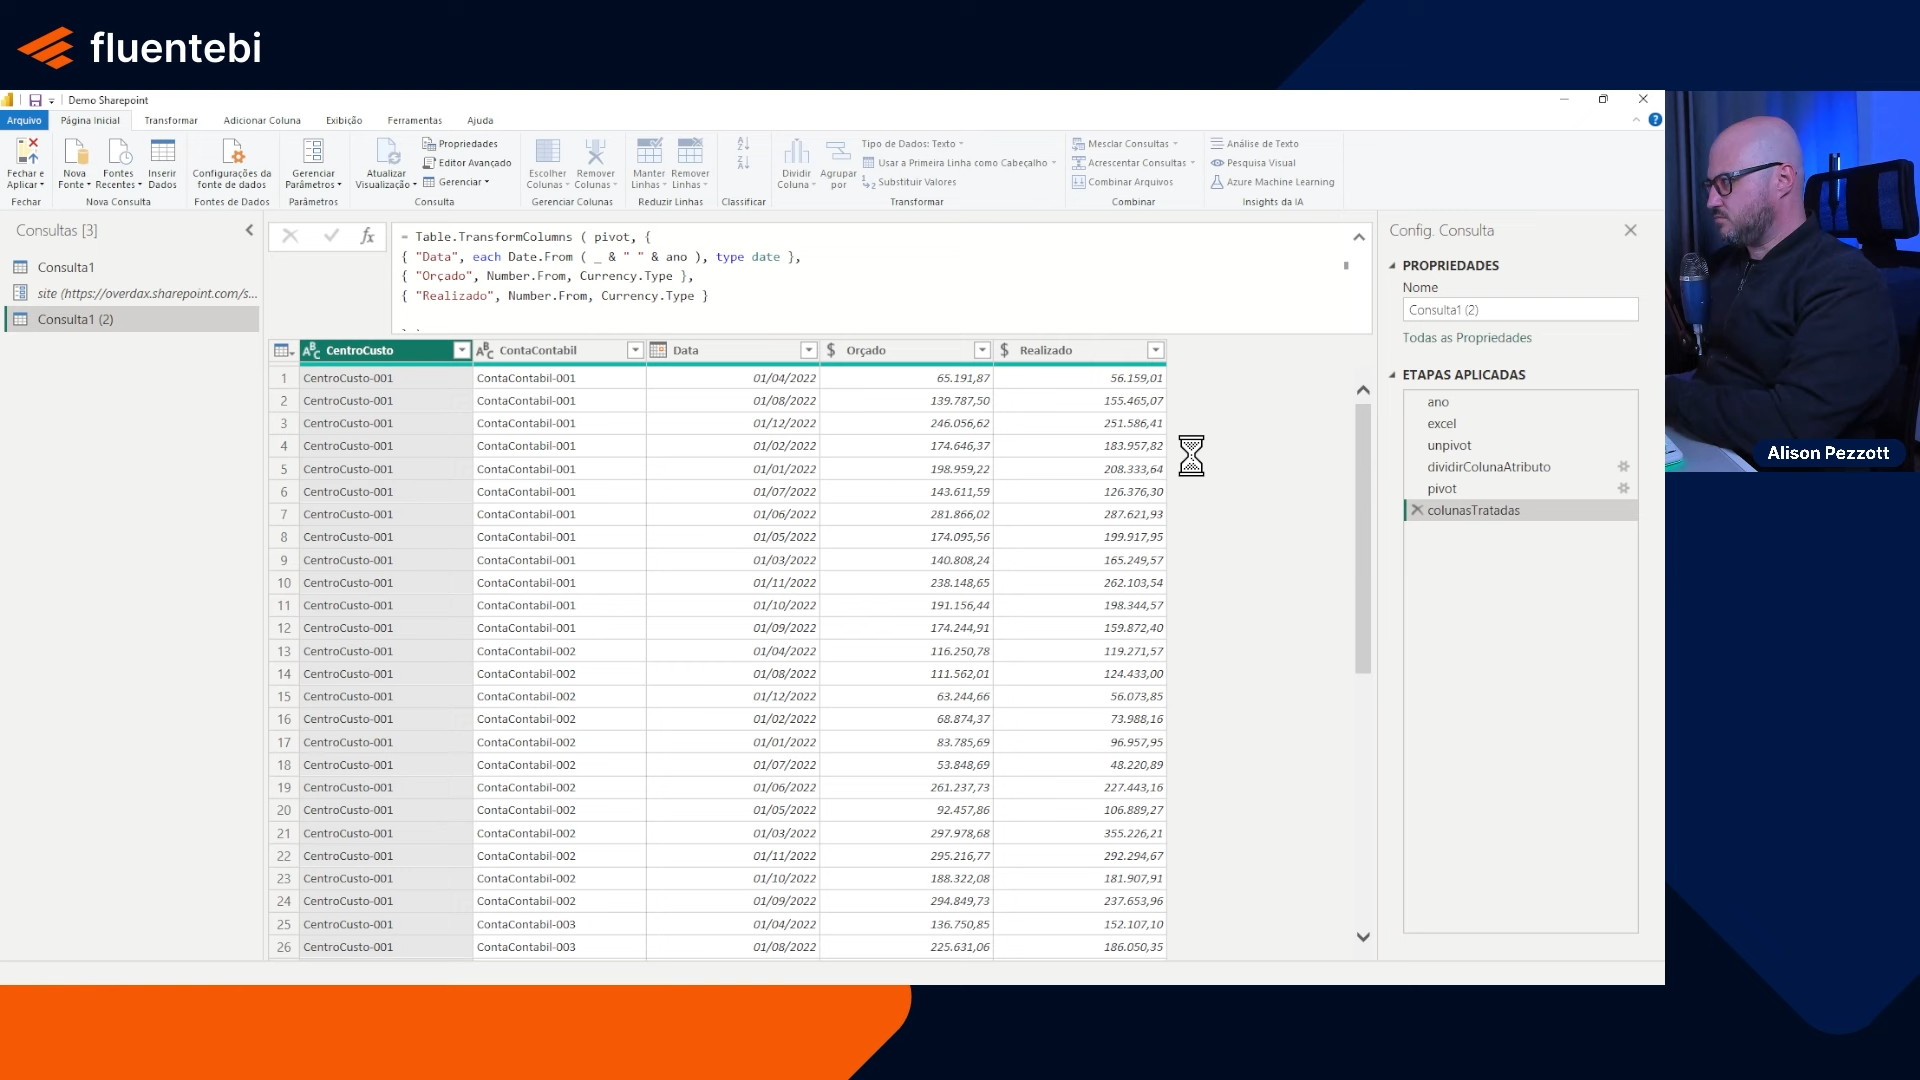 fluentebi
Demo Sharepoint
Arquivo Página Inicial Transformar Adicionar Coluna Exibição Ferramentas Ajuda
Fechar e Aplicar
Fechar
Nova Fonte
Fontes Recentes
Inserir Dados
Nova Consulta
Configurações da fonte de dados
Fontes de Dados
Gerenciar Parâmetros
Parâmetros
Atualizar Visualização
Propriedades
Editor Avançado
Gerenciar
Consulta
Escolher Colunas
Remover Colunas
Gerenciar Colunas
Manter Linhas
Remover Linhas
Reduzir Linhas
Classificar
Dividir Coluna
Agrupar por
Tipo de Dados: Texto
Usar a Primeira Linha como Cabeçalho
Substituir Valores
Transformar
Mesclar Consultas
Acrescentar Consultas
Combinar Arquivos
Combinar
Análise de Texto
Pesquisa Visual
Azure Machine Learning
Insights da IA
Consultas [3]
Consulta1
site (https://overdax.sharepoint.com/s...
Consulta1 (2)
fx
= Table.TransformColumns ( pivot, {
{ "Data", each Date.From ( _ & " " & ano ), type date },
{ "Orçado", Number.From, Currency.Type },
{ "Realizado", Number.From, Currency.Type }
CentroCusto ContaContabil Data Orçado Realizado
1 CentroCusto-001 ContaContabil-001 01/04/2022 65.191,87 56.159,01
2 CentroCusto-001 ContaContabil-001 01/08/2022 139.787,50 155.465,07
3 CentroCusto-001 ContaContabil-001 01/12/2022 246.056,62 251.586,41
4 CentroCusto-001 ContaContabil-001 01/02/2022 174.646,37 183.957,82
5 CentroCusto-001 ContaContabil-001 01/01/2022 198.959,22 208.333,64
6 CentroCusto-001 ContaContabil-001 01/07/2022 143.611,59 126.376,30
7 CentroCusto-001 ContaContabil-001 01/06/2022 281.866,02 287.621,93
8 CentroCusto-001 ContaContabil-001 01/05/2022 174.095,56 199.917,95
9 CentroCusto-001 ContaContabil-001 01/03/2022 140.808,24 165.249,57
10 CentroCusto-001 ContaContabil-001 01/11/2022 238.148,65 262.103,54
11 CentroCusto-001 ContaContabil-001 01/10/2022 191.156,44 198.344,57
12 CentroCusto-001 ContaContabil-001 01/09/2022 174.244,91 159.872,40
13 CentroCusto-001 ContaContabil-002 01/04/2022 116.250,78 119.271,57
14 CentroCusto-001 ContaContabil-002 01/08/2022 111.562,01 124.433,00
15 CentroCusto-001 ContaContabil-002 01/12/2022 63.244,66 56.073,85
16 CentroCusto-001 ContaContabil-002 01/02/2022 68.874,37 73.988,16
17 CentroCusto-001 ContaContabil-002 01/01/2022 83.785,69 96.957,95
18 CentroCusto-001 ContaContabil-002 01/07/2022 53.848,69 48.220,89
19 CentroCusto-001 ContaContabil-002 01/06/2022 261.237,73 227.443,16
20 CentroCusto-001 ContaContabil-002 01/05/2022 92.457,86 106.889,27
21 CentroCusto-001 ContaContabil-002 01/03/2022 297.978,68 355.226,21
22 CentroCusto-001 ContaContabil-002 01/11/2022 295.216,77 292.294,67
23 CentroCusto-001 ContaContabil-002 01/10/2022 188.322,08 181.907,91
24 CentroCusto-001 ContaContabil-002 01/09/2022 294.849,73 237.653,96
25 CentroCusto-001 ContaContabil-003 01/04/2022 136.750,85 152.107,10
26 CentroCusto-001 ContaContabil-003 01/08/2022 225.631,06 186.050,35
Config. Consulta
PROPRIEDADES
Nome
Consulta1 (2)
Todas as Propriedades
ETAPAS APLICADAS
ano
excel
unpivot
dividirColunaAtributo
pivot
colunasTratadas
Alison Pezzott